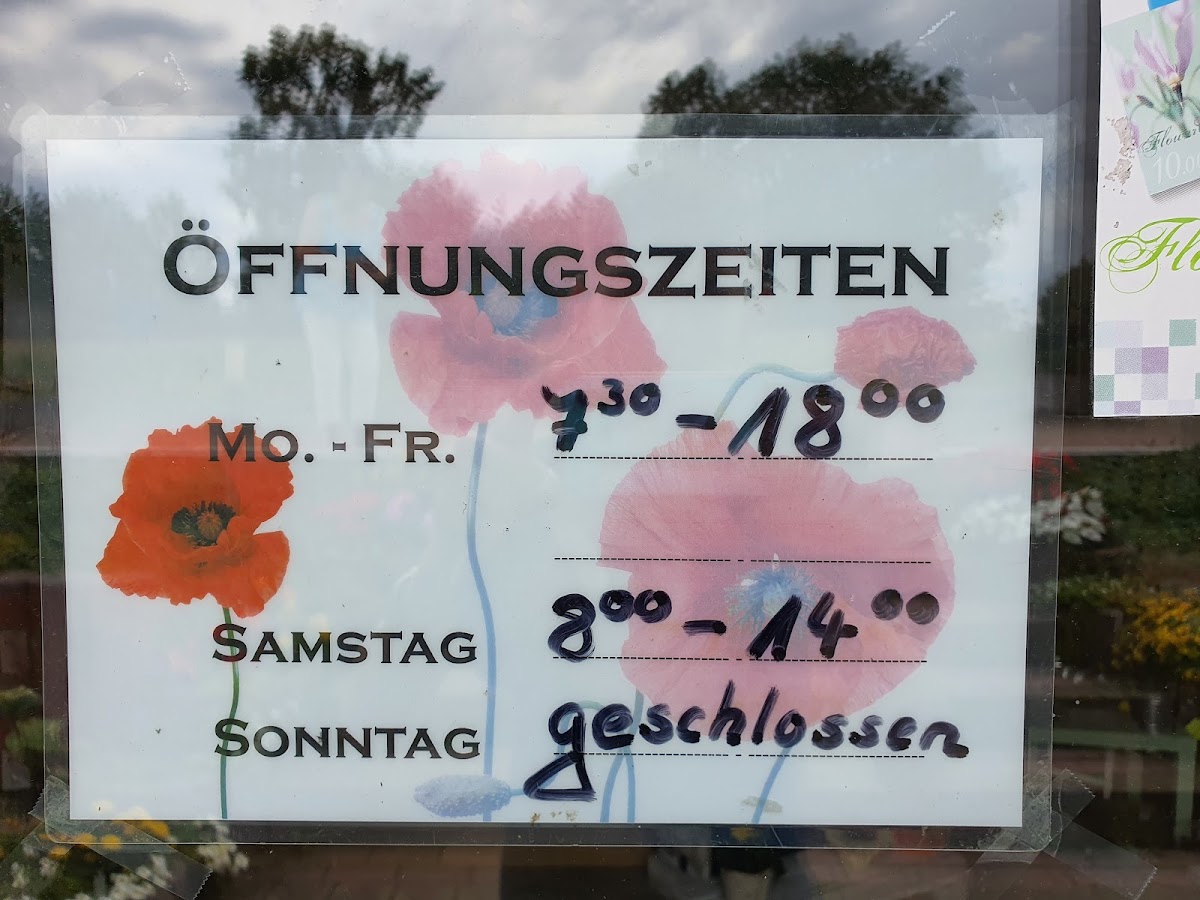 ÖFFNUNGSZEITEN
MO. - FR. 7³⁰ - 18⁰⁰
SAMSTAG 8⁰⁰ - 14⁰⁰
SONNTAG geschlossen